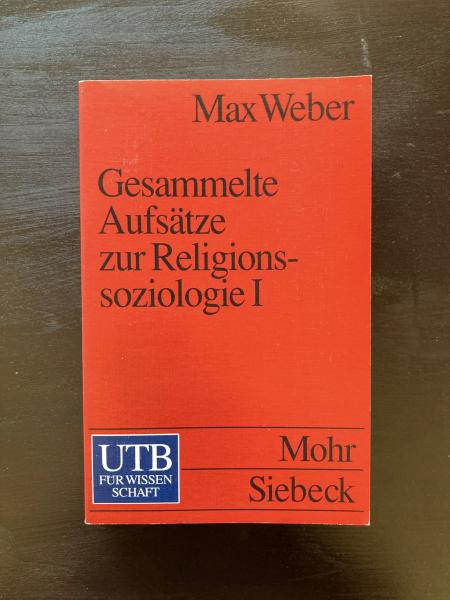 Max Weber
Gesammelte
Aufsätze
zur Religions-
soziologie I
UTB
FÜR WISSEN
SCHAFT
Mohr
Siebeck